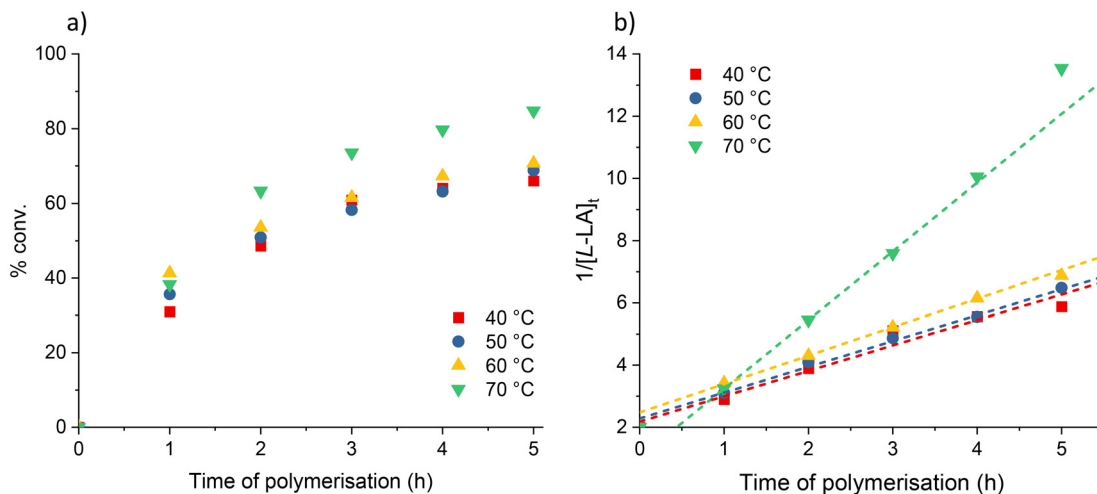 a)
100
80
60
40
20
0
% conv.
0 1 2 3 4 5
Time of polymerisation (h)
40 °C
50 °C
60 °C
70 °C
b)
14
12
10
8
6
4
2
1/[L-LA]t
0 1 2 3 4 5
Time of polymerisation (h)
40 °C
50 °C
60 °C
70 °C